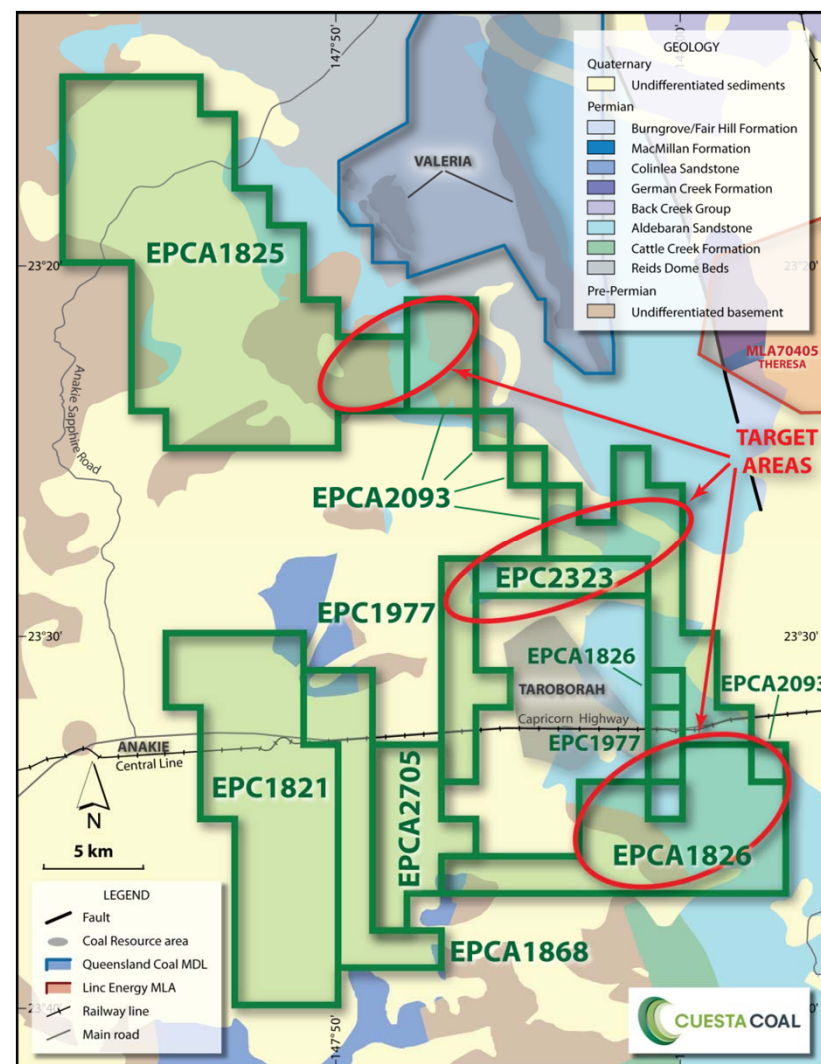 147°50'
14
GEOLOGY
Quaternary
Undifferentiated sediments
Permian
Burngrove/Fair Hill Formation
MacMillan Formation
Colinlea Sandstone
German Creek Formation
Back Creek Group
Aldebaran Sandstone
Cattle Creek Formation
Reids Dome Beds
Pre-Permian
Undifferentiated basement
VALERIA
EPCA1825
23°20'
23°20'
MLA70405
THERESA
Anakie Sapphire Road
TARGET
AREAS
EPCA2093
EPC2323
EPC1977
23°30'
23°30'
EPCA1826
TAROBORAH
EPCA2093
Capricorn Highway
ANAKIE
Central Line
EPC1977
EPC1821
EPCA2705
N
5 km
EPCA1826
LEGEND
Fault
Coal Resource area
Queensland Coal MDL
Linc Energy MLA
Railway line
Main road
EPCA1868
23°40'
147°50'
CUESTA COAL